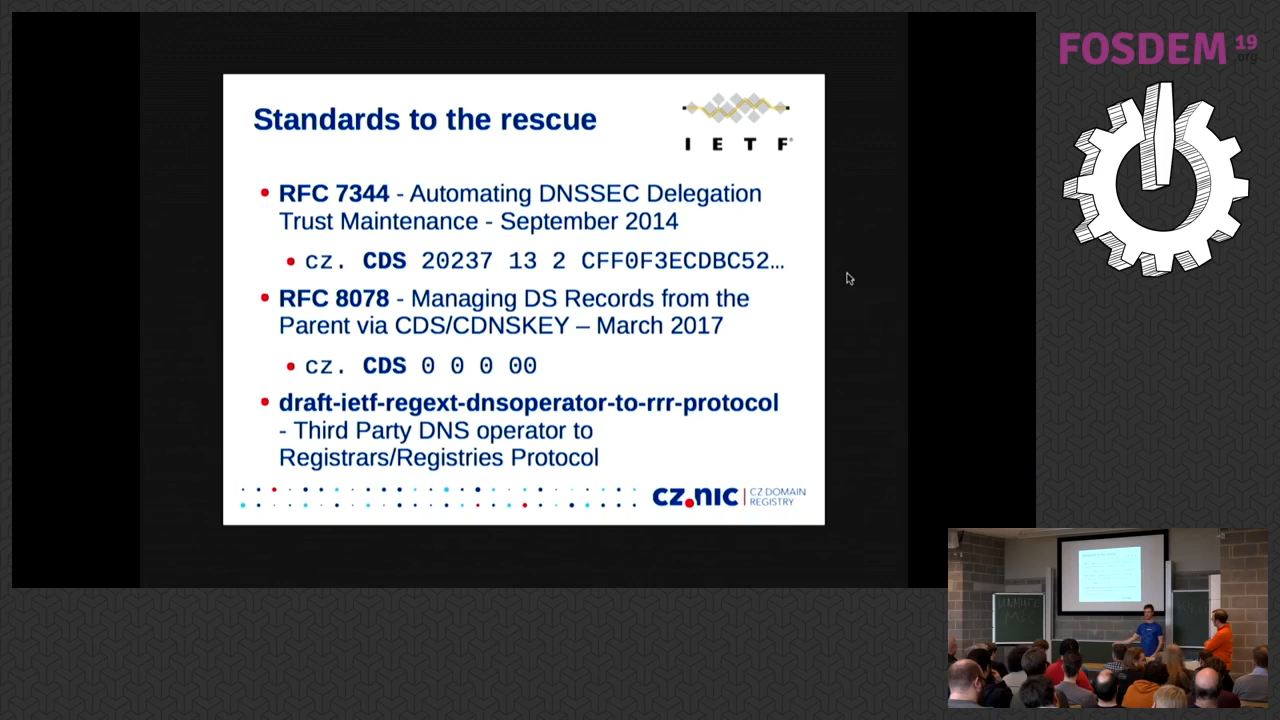 FOSDEM 19
.org
Standards to the rescue
IETF
RFC 7344 - Automating DNSSEC Delegation
Trust Maintenance - September 2014
cz. CDS 20237 13 2 CFF0F3ECDBC52…
RFC 8078 - Managing DS Records from the
Parent via CDS/CDNSKEY – March 2017
cz. CDS 0 0 0 00
draft-ietf-regext-dnsoperator-to-rrr-protocol
- Third Party DNS operator to
Registrars/Registries Protocol
CZ.NIC | CZ DOMAIN
REGISTRY